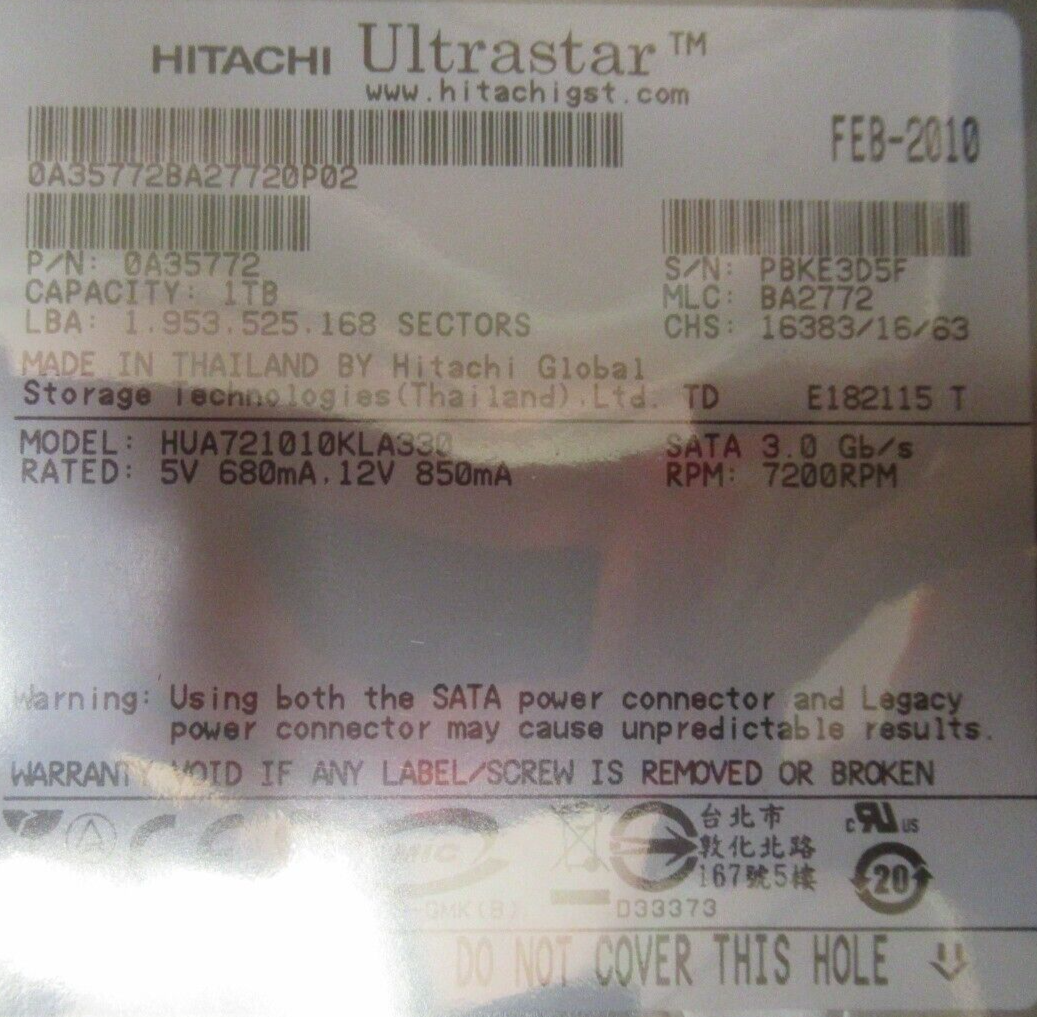 HITACHI Ultrastar™
www.hitachigst.com
FEB-2010
0A35772BA27720P02
P/N: 0A35772
S/N: PBKE3D5F
CAPACITY: 1TB
MLC: BA2772
LBA: 1.953.525.168 SECTORS
CHS: 16383/16/63
MADE IN THAILAND BY Hitachi Global
Storage Technologies(Thailand).Ltd. TD E182115 T
MODEL: HUA721010KLA330
SATA 3.0 Gb/s
RATED: 5V 680mA.12V 850mA
RPM: 7200RPM
Warning: Using both the SATA power connector and Legacy
power connector may cause unpredictable results.
WARRANTY VOID IF ANY LABEL/SCREW IS REMOVED OR BROKEN
MIC
台北市
敦化北路
167號5樓
c RU US
20
D33373
DO NOT COVER THIS HOLE